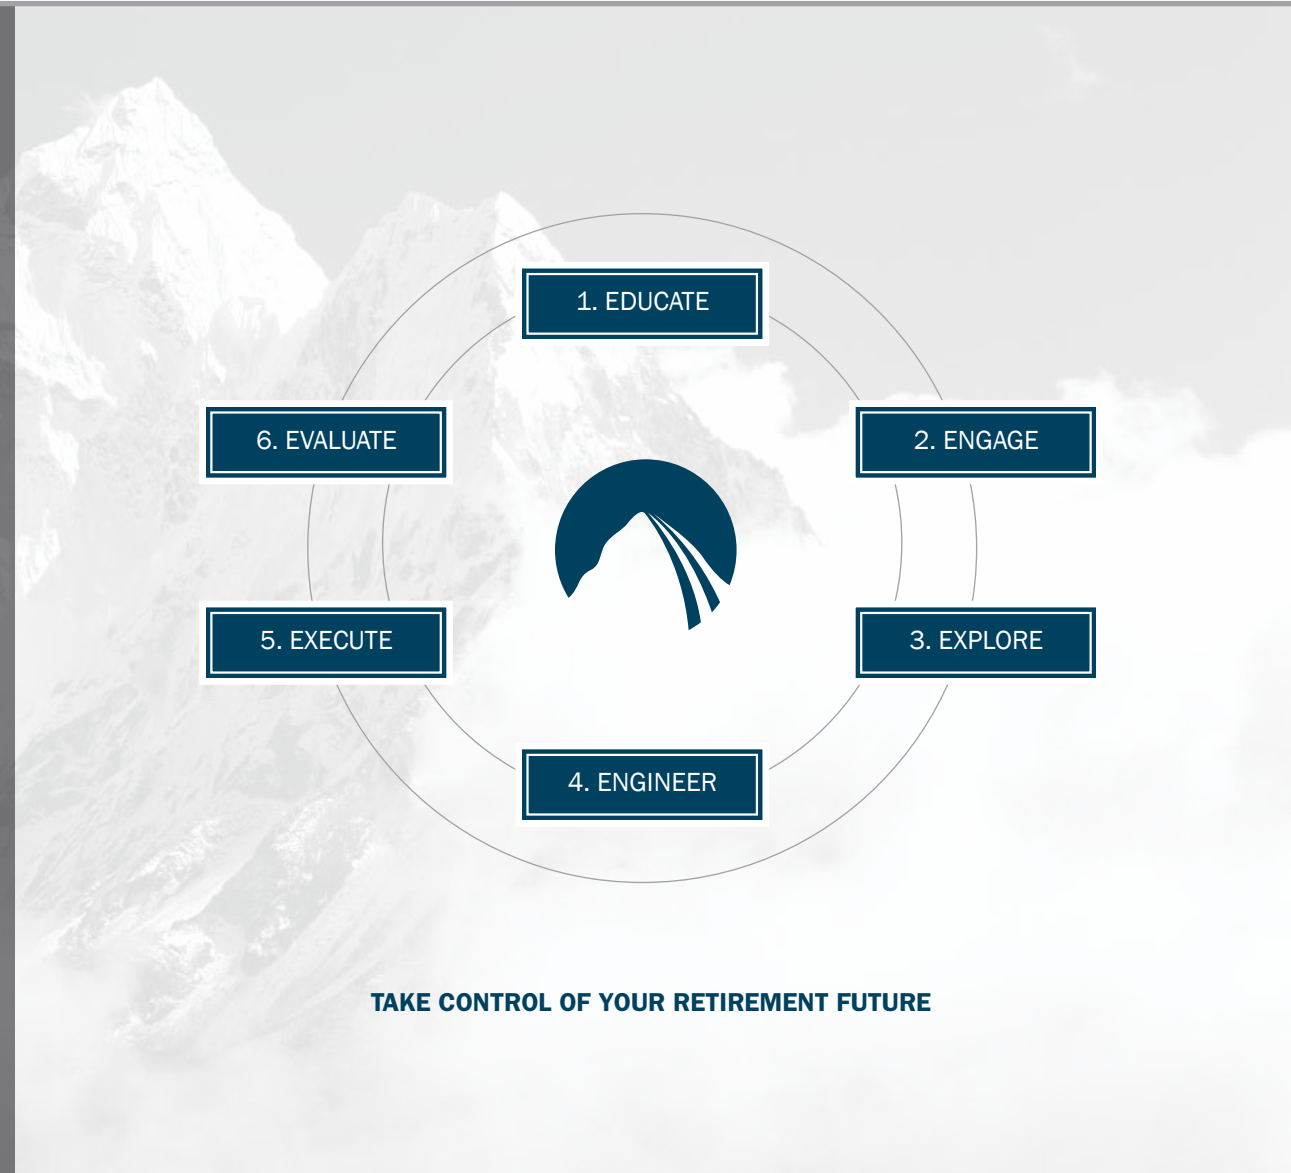 1. EDUCATE
2. ENGAGE
3. EXPLORE
4. ENGINEER
5. EXECUTE
6. EVALUATE
TAKE CONTROL OF YOUR RETIREMENT FUTURE